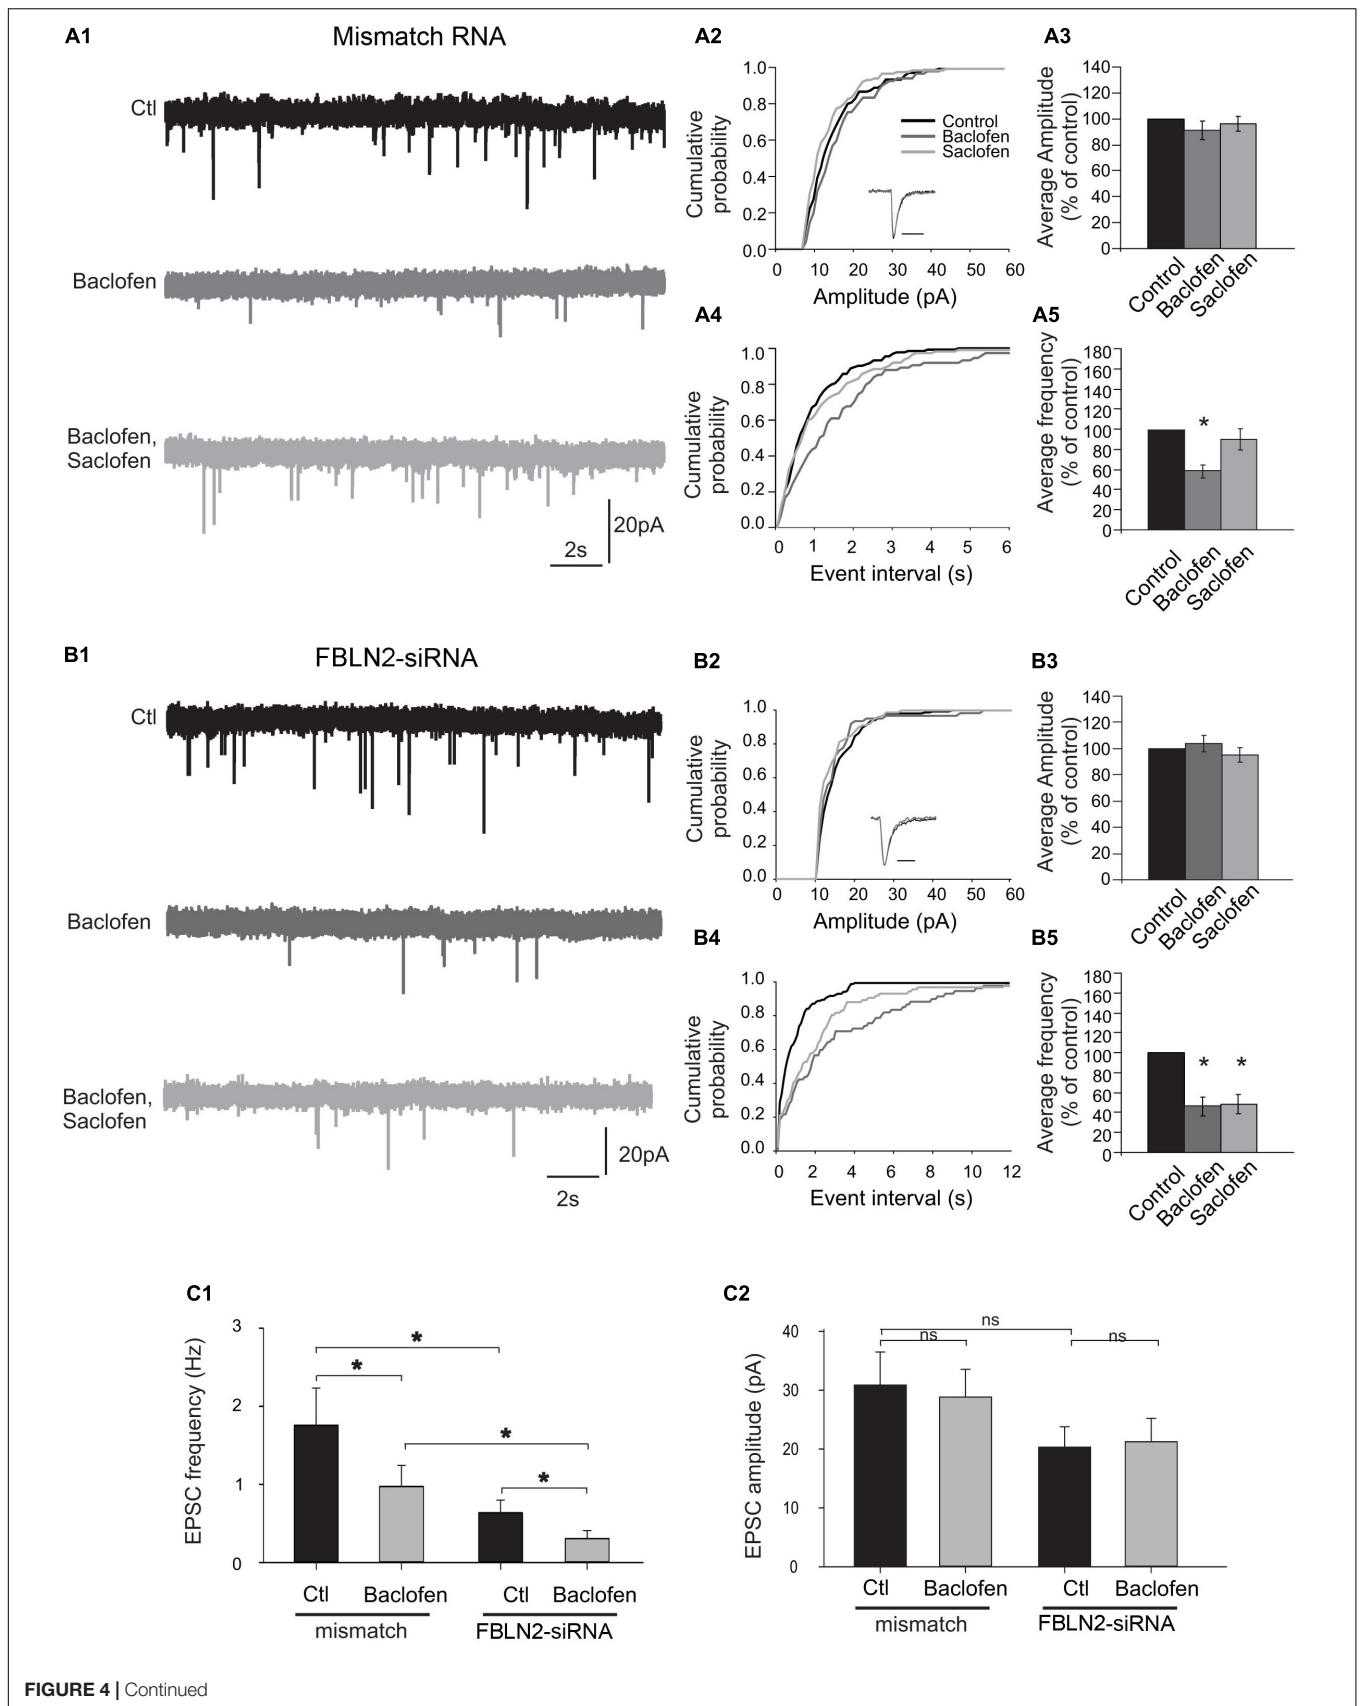 A1
Mismatch RNA
Ctl
Baclofen
Baclofen,
Saclofen
20pA
2s
A2
Cumulative
probability
1.0
0.8
0.6
0.4
0.2
0.0
Control
Baclofen
Saclofen
0 10 20 30 40 50 60
Amplitude (pA)
A3
Average Amplitude
(% of control)
140
120
100
80
60
40
20
0
Control
Baclofen
Saclofen
A4
Cumulative
probability
1.0
0.8
0.6
0.4
0.2
0.0
0 1 2 3 4 5 6
Event interval (s)
A5
Average frequency
(% of control)
180
160
140
120
100
80
60
40
20
0
*
Control
Baclofen
Saclofen
B1
FBLN2-siRNA
Ctl
Baclofen
Baclofen,
Saclofen
20pA
2s
B2
Cumulative
probability
1.0
0.8
0.6
0.4
0.2
0.0
0 10 20 30 40 50 60
Amplitude (pA)
B3
Average Amplitude
(% of control)
140
120
100
80
60
40
20
0
Control
Baclofen
Saclofen
B4
Cumulative
probability
1.0
0.8
0.6
0.4
0.2
0.0
0 2 4 6 8 10 12
Event interval (s)
B5
Average frequency
(% of control)
180
160
140
120
100
80
60
40
20
0
* *
Control
Baclofen
Saclofen
C1
EPSC frequency (Hz)
3
2
1
0
*
*
*
*
Ctl Baclofen Ctl Baclofen
mismatch FBLN2-siRNA
C2
EPSC amplitude (pA)
40
30
20
10
0
ns
ns ns
Ctl Baclofen Ctl Baclofen
mismatch FBLN2-siRNA
FIGURE 4 | Continued